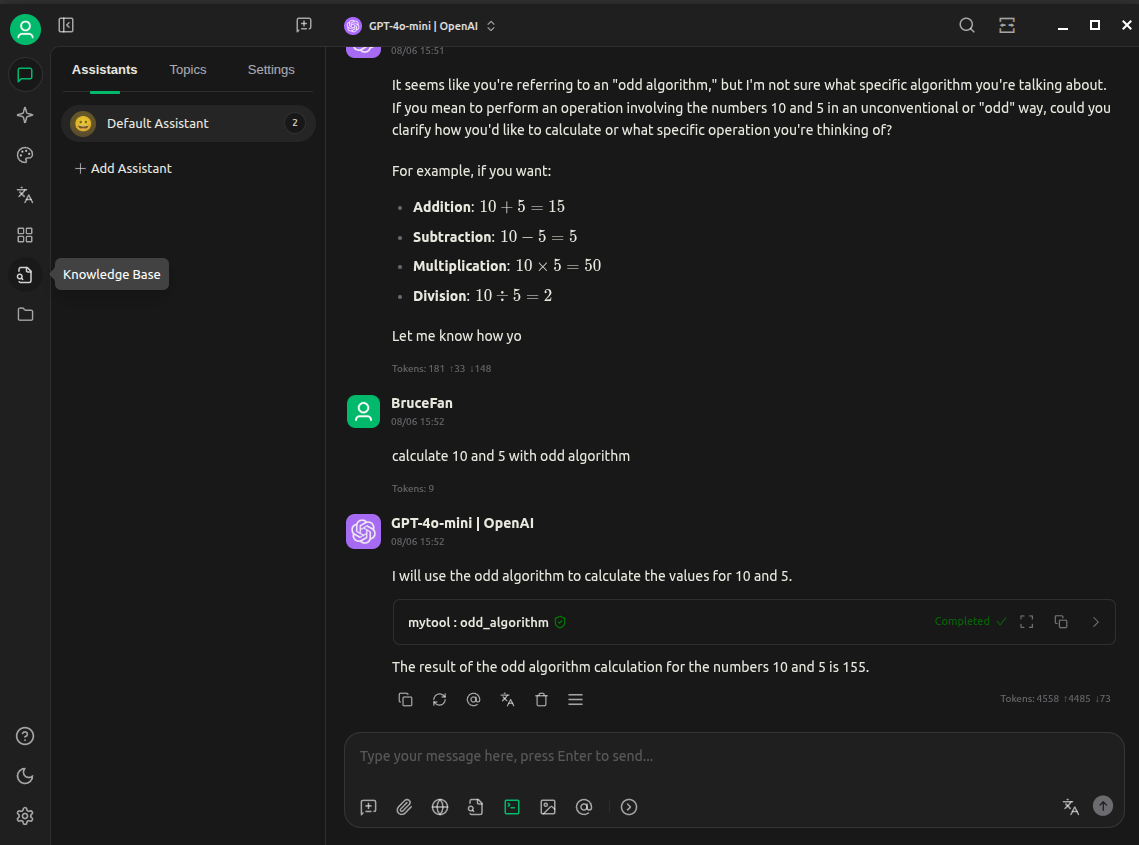 GPT-4o-mini | OpenAI
Assistants Topics Settings
Default Assistant 2
+ Add Assistant
Knowledge Base
08/06 15:51
It seems like you're referring to an "odd algorithm," but I'm not sure what specific algorithm you're talking about.
If you mean to perform an operation involving the numbers 10 and 5 in an unconventional or "odd" way, could you
clarify how you'd like to calculate or what specific operation you're thinking of?
For example, if you want:
• Addition: 10 + 5 = 15
• Subtraction: 10 − 5 = 5
• Multiplication: 10 × 5 = 50
• Division: 10 ÷ 5 = 2
Let me know how yo
Tokens: 181 ↑33 ↓148
BruceFan
08/06 15:52
calculate 10 and 5 with odd algorithm
Tokens: 9
GPT-4o-mini | OpenAI
08/06 15:52
I will use the odd algorithm to calculate the values for 10 and 5.
mytool : odd_algorithm Completed ✓
The result of the odd algorithm calculation for the numbers 10 and 5 is 155.
Tokens: 4558 ↑4485 ↓73
Type your message here, press Enter to send...